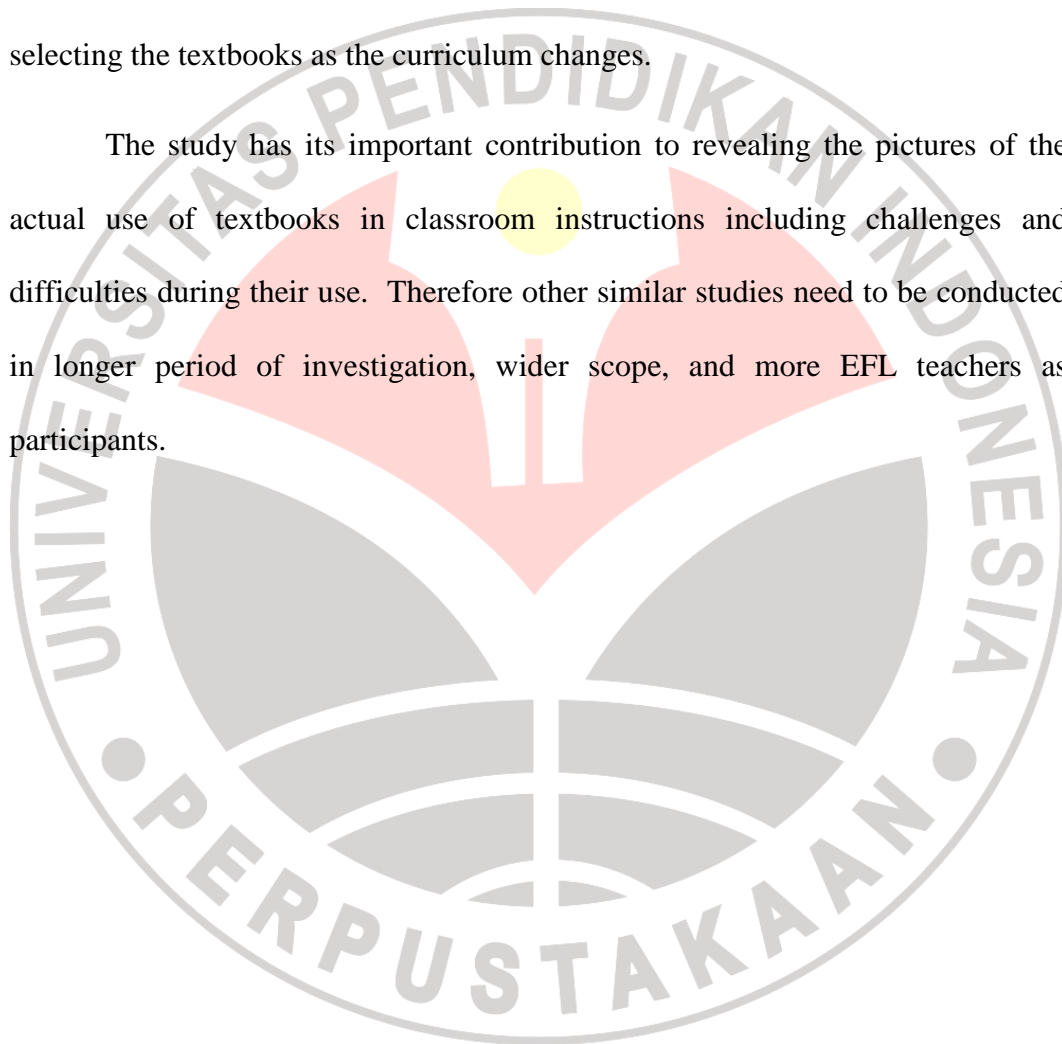 selecting the textbooks as the curriculum changes.
The study has its important contribution to revealing the pictures of the
actual use of textbooks in classroom instructions including challenges and
difficulties during their use. Therefore other similar studies need to be conducted
in longer period of investigation, wider scope, and more EFL teachers as
participants.
UNIVERSITAS PENDIDIKAN INDONESIA
PERPUSTAKAAN